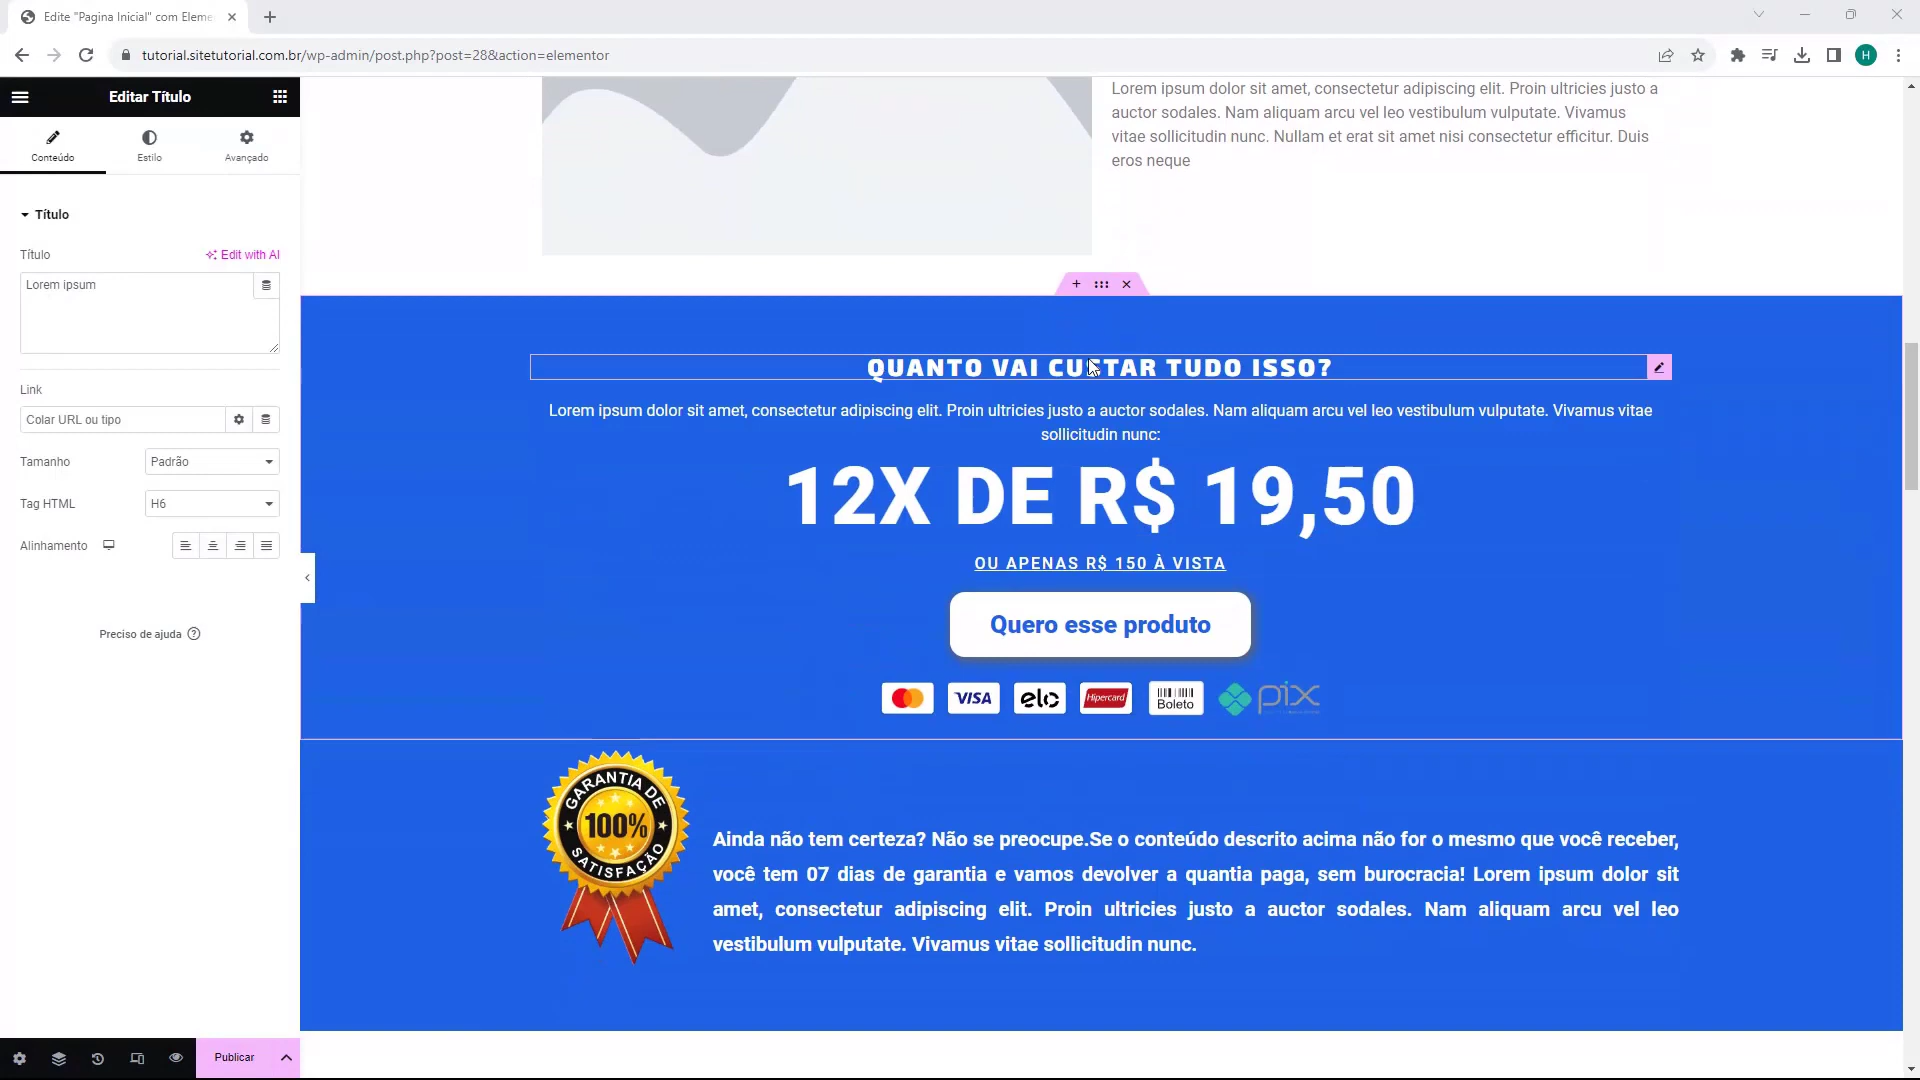 Edite "Pagina Inicial" com Eleme
tutorial.sitetutorial.com.br/wp-admin/post.php?post=28&action=elementor
H
Editar Título
Conteúdo
Estilo
Avançado
Título
Título
Edit with AI
Lorem ipsum
Link
Colar URL ou tipo
Tamanho
Padrão
Tag HTML
H6
Alinhamento
Preciso de ajuda
Publicar
Lorem ipsum dolor sit amet, consectetur adipiscing elit. Proin ultricies justo a
auctor sodales. Nam aliquam arcu vel leo vestibulum vulputate. Vivamus
vitae sollicitudin nunc. Nullam et erat sit amet nisi consectetur efficitur. Duis
eros neque
QUANTO VAI CUSTAR TUDO ISSO?
Lorem ipsum dolor sit amet, consectetur adipiscing elit. Proin ultricies justo a auctor sodales. Nam aliquam arcu vel leo vestibulum vulputate. Vivamus vitae
sollicitudin nunc:
12X DE R$ 19,50
OU APENAS R$ 150 À VISTA
Quero esse produto
VISA
elo
Hipercard
Boleto
pix
GARANTIA DE
100%
SATISFAÇÃO
Ainda não tem certeza? Não se preocupe.Se o conteúdo descrito acima não for o mesmo que você receber,
você tem 07 dias de garantia e vamos devolver a quantia paga, sem burocracia! Lorem ipsum dolor sit
amet, consectetur adipiscing elit. Proin ultricies justo a auctor sodales. Nam aliquam arcu vel leo
vestibulum vulputate. Vivamus vitae sollicitudin nunc.